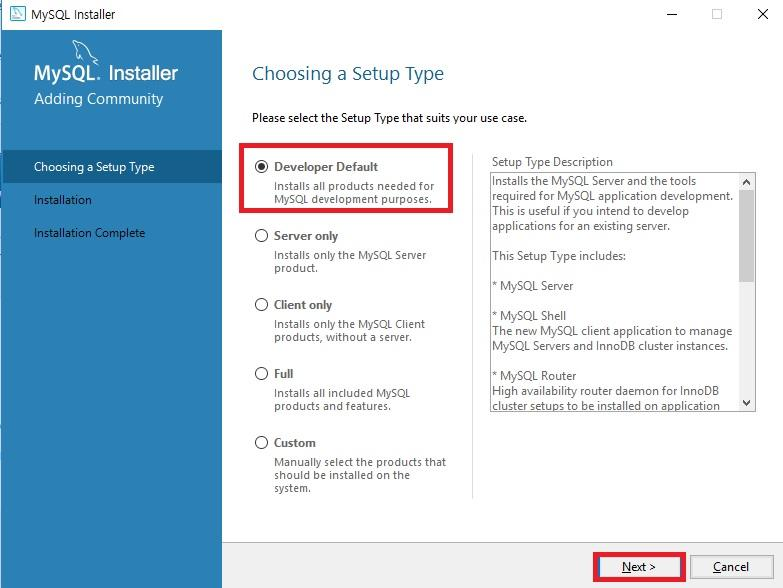 MySQL Installer
MySQL. Installer
Adding Community
Choosing a Setup Type
Installation
Installation Complete
Choosing a Setup Type
Please select the Setup Type that suits your use case.
Developer Default
Installs all products needed for
MySQL development purposes.
Server only
Installs only the MySQL Server
product.
Client only
Installs only the MySQL Client
products, without a server.
Full
Installs all included MySQL
products and features.
Custom
Manually select the products that
should be installed on the
system.
Setup Type Description
Installs the MySQL Server and the tools
required for MySQL application development.
This is useful if you intend to develop
applications for an existing server.
This Setup Type includes:
* MySQL Server
* MySQL Shell
The new MySQL client application to manage
MySQL Servers and InnoDB cluster instances.
* MySQL Router
High availability router daemon for InnoDB
cluster setups to be installed on application
Next >
Cancel